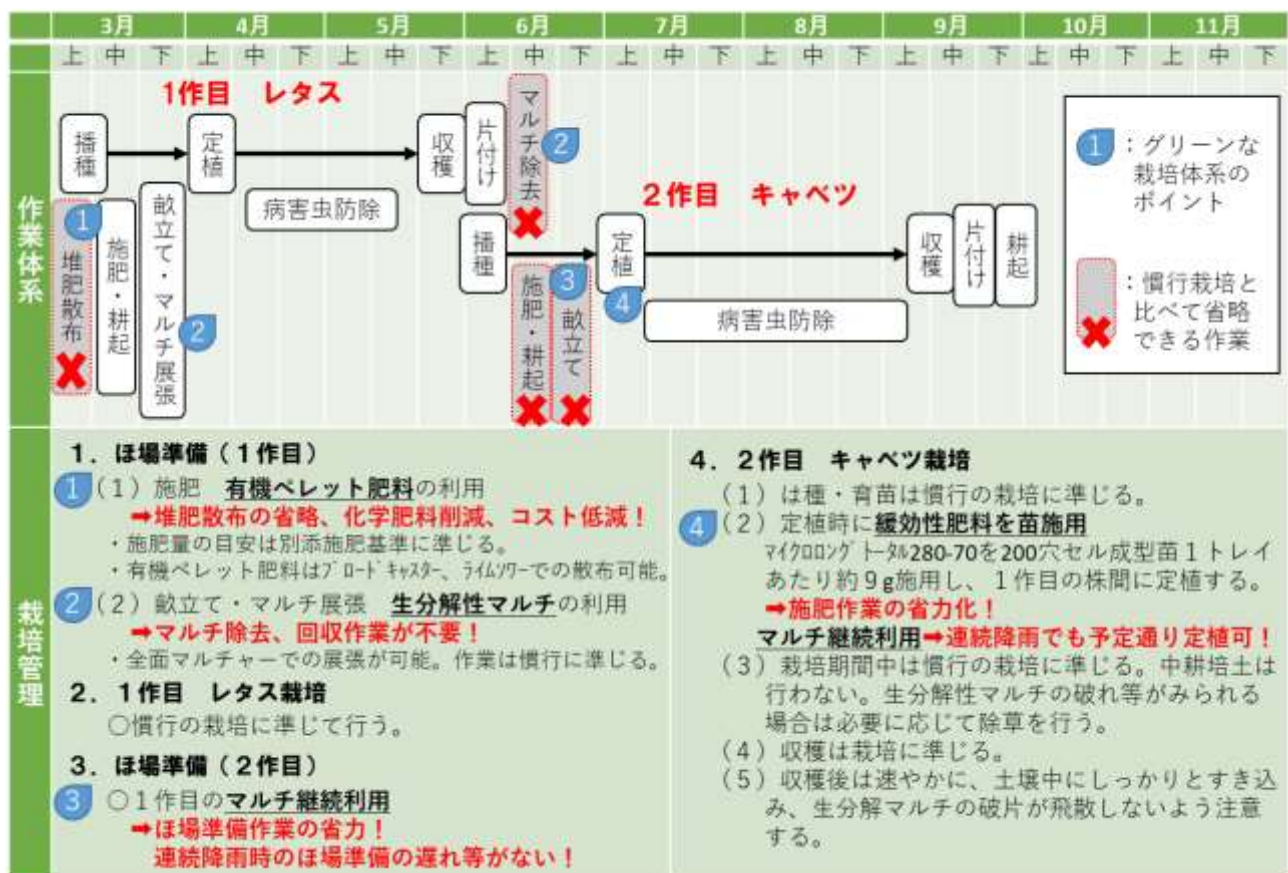 3月 4月 5月 6月 7月 8月 9月 10月 11月
上 中 下 上 中 下 上 中 下 上 中 下 上 中 下 上 中 下 上 中 下 上 中 下 上 中 下
作業体系
1作目 レタス
播種
定植
収穫
片付け
マルチ除去
2
1
堆肥散布
施肥・耕起
畝立て・マルチ展張
2
病害虫防除
2作目 キャベツ
播種
定植
収穫
片付け
耕起
施肥・耕起
3
畝立て
4
病害虫防除
1:グリーンな
栽培体系の
ポイント
:慣行栽培と
比べて省略
できる作業
栽培管理
1.ほ場準備(1作目)
1(1)施肥 有機ペレット肥料の利用
➡堆肥散布の省略、化学肥料削減、コスト低減!
・施肥量の目安は別添施肥基準に準じる。
・有機ペレット肥料はブロードキャスター、ライムソワーでの散布可能。
2(2)畝立て・マルチ展張 生分解性マルチの利用
➡マルチ除去、回収作業が不要!
・全面マルチャーでの展張が可能。作業は慣行に準じる。
2.1作目 レタス栽培
○慣行の栽培に準じて行う。
3.ほ場準備(2作目)
3 ○1作目のマルチ継続利用
➡ほ場準備作業の省力!
連続降雨時のほ場準備の遅れ等がない!
4.2作目 キャベツ栽培
(1)は種・育苗は慣行の栽培に準じる。
4(2)定植時に緩効性肥料を苗施用
マイクロロングトータル280-70を200穴セル成型苗1トレイ
あたり約9g施用し、1作目の株間に定植する。
➡施肥作業の省力化!
マルチ継続利用➡連続降雨でも予定通り定植可!
(3)栽培期間中は慣行の栽培に準じる。中耕培土は
行わない。生分解性マルチの破れ等がみられる
場合は必要に応じて除草を行う。
(4)収穫は栽培に準じる。
(5)収穫後は速やかに、土壌中にしっかりとすき込
み、生分解マルチの破片が飛散しないよう注意
する。